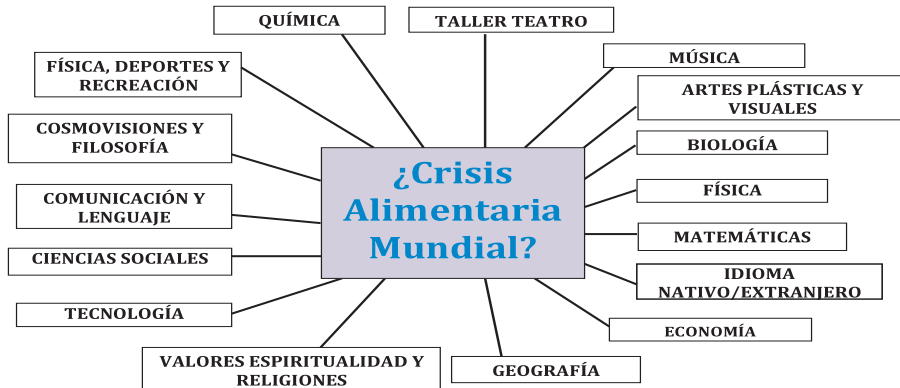 QUÍMICA
TALLER TEATRO
MÚSICA
FÍSICA, DEPORTES Y
RECREACIÓN
ARTES PLÁSTICAS Y
VISUALES
COSMOVISIONES Y
FILOSOFÍA
BIOLOGÍA
¿Crisis
Alimentaria
Mundial?
FÍSICA
COMUNICACIÓN Y
LENGUAJE
MATEMÁTICAS
CIENCIAS SOCIALES
IDIOMA
NATIVO/EXTRANJERO
TECNOLOGÍA
ECONOMÍA
VALORES ESPIRITUALIDAD Y
RELIGIONES
GEOGRAFÍA